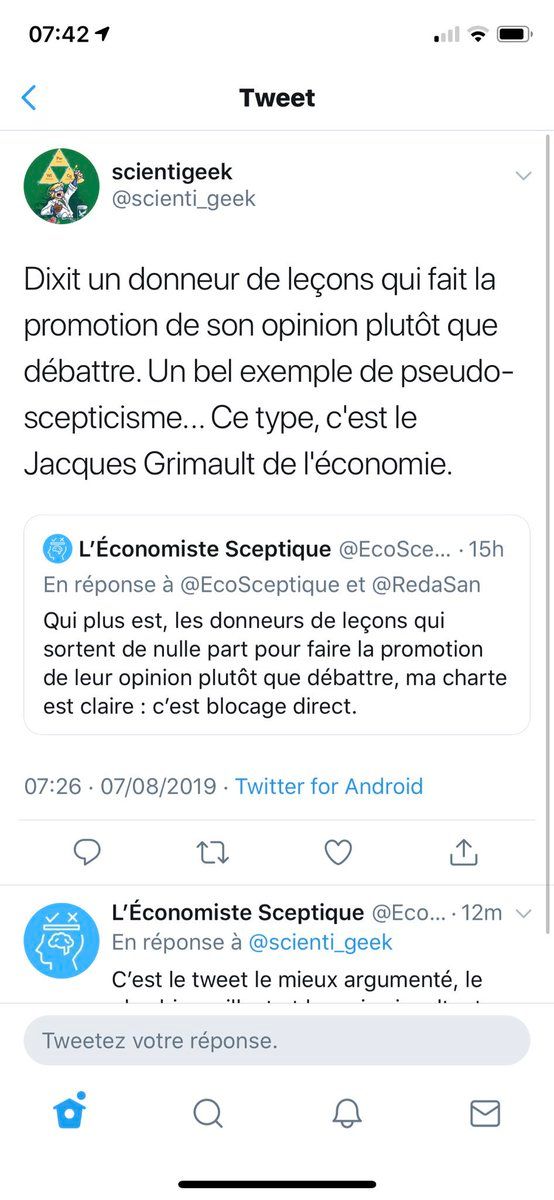 07:42
Tweet
scientigeek
@scienti_geek
Dixit un donneur de leçons qui fait la
promotion de son opinion plutôt que
débattre. Un bel exemple de pseudo-
scepticisme... Ce type, c'est le
Jacques Grimault de l'économie.
L'Économiste Sceptique @EcoSce... · 15h
En réponse à @EcoSceptique et @RedaSan
Qui plus est, les donneurs de leçons qui
sortent de nulle part pour faire la promotion
de leur opinion plutôt que débattre, ma charte
est claire : c'est blocage direct.
07:26 · 07/08/2019 · Twitter for Android
L'Économiste Sceptique @Eco... · 12m
En réponse à @scienti_geek
C'est le tweet le mieux argumenté, le
Tweetez votre réponse.